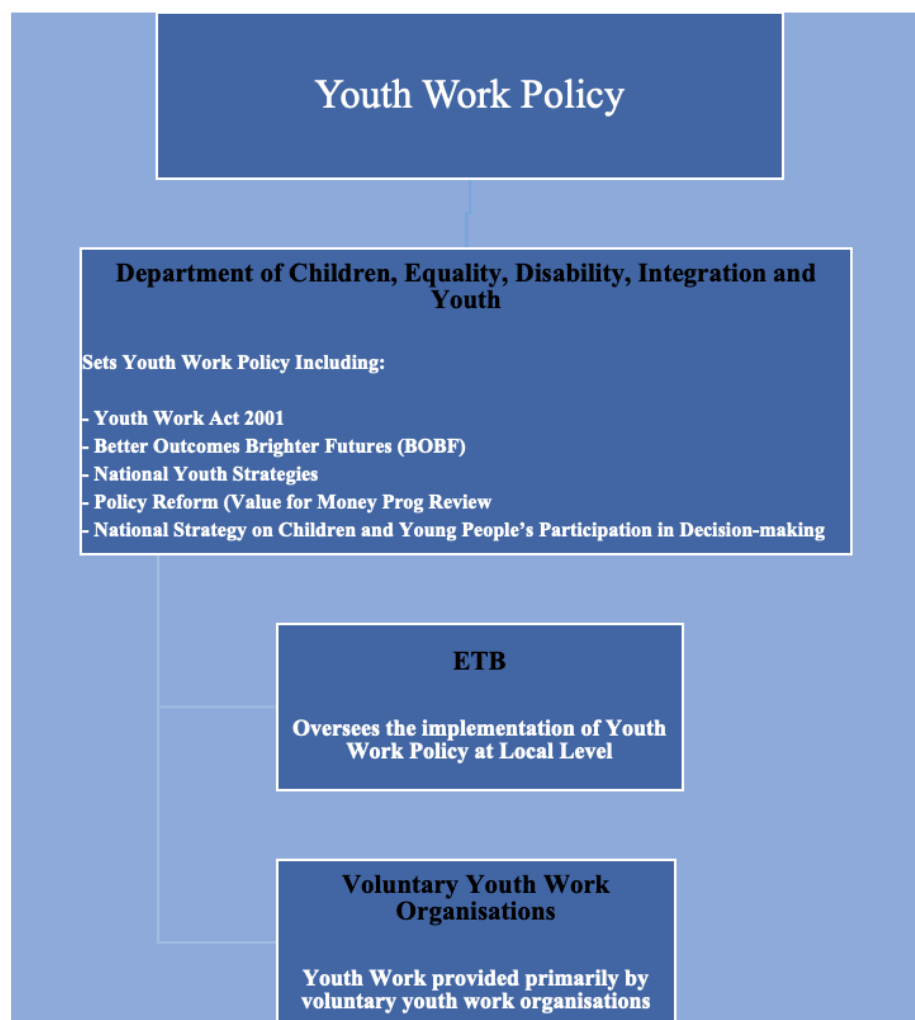 Youth Work Policy
Department of Children, Equality, Disability, Integration and
Youth
Sets Youth Work Policy Including:
- Youth Work Act 2001
- Better Outcomes Brighter Futures (BOBF)
- National Youth Strategies
- Policy Reform (Value for Money Prog Review
- National Strategy on Children and Young People’s Participation in Decision-making
ETB
Oversees the implementation of Youth
Work Policy at Local Level
Voluntary Youth Work
Organisations
Youth Work provided primarily by
voluntary youth work organisations